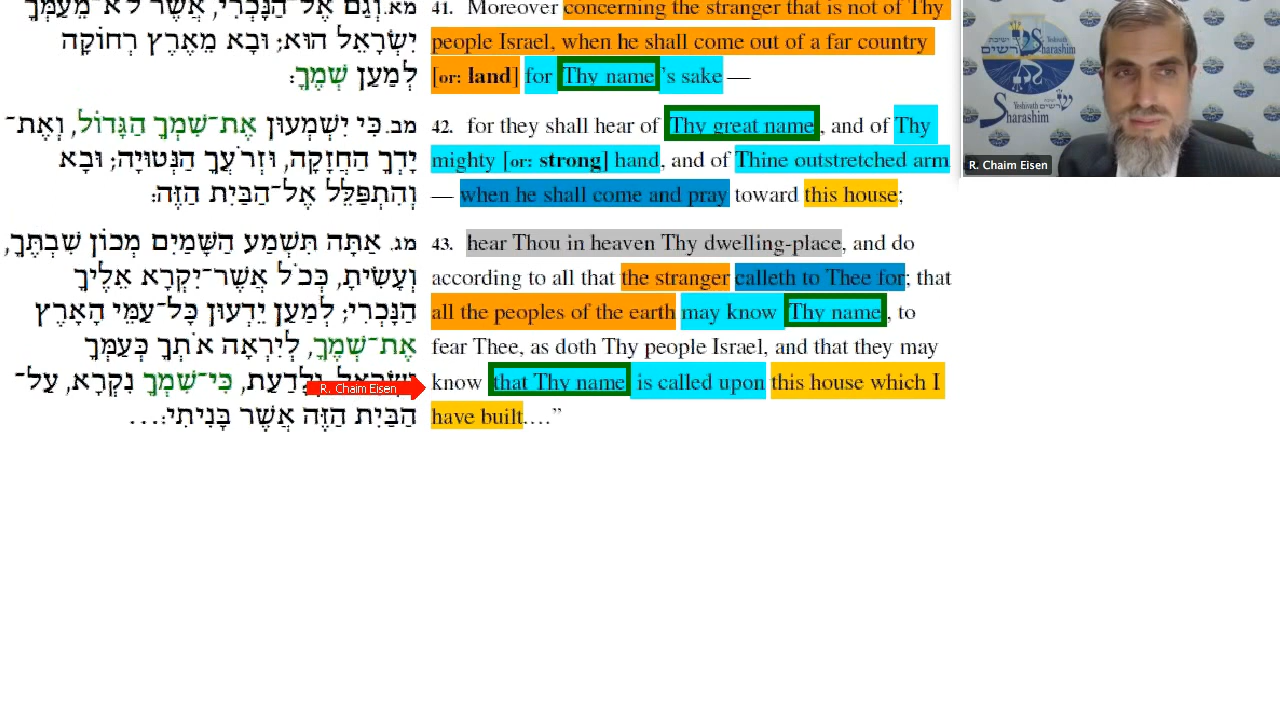 מא. וְגַם אֶל־הַנָּכְרִי, אֲשֶׁר לֹא־מֵעַמְּךָ
יִשְׂרָאֵל הוּא; וּבָא מֵאֶרֶץ רְחוֹקָה
לְמַעַן שְׁמֶךָ:
מב. כִּי יִשְׁמְעוּן אֶת־שִׁמְךָ הַגָּדוֹל, וְאֶת־
יָדְךָ הַחֲזָקָה, וּזְרֹעֲךָ הַנְּטוּיָה; וּבָא
וְהִתְפַּלֵּל אֶל־הַבַּיִת הַזֶּה:
מג. אַתָּה תִּשְׁמַע הַשָּׁמַיִם מְכוֹן שִׁבְתֶּךָ,
וְעָשִׂיתָ, כְּכֹל אֲשֶׁר־יִקְרָא אֵלֶיךָ
הַנָּכְרִי; לְמַעַן יֵדְעוּן כָּל־עַמֵּי הָאָרֶץ
אֶת־שְׁמֶךָ, לְיִרְאָה אֹתְךָ כְּעַמְּךָ
כִּי־שִׁמְךָ נִקְרָא, עַל־
הַבַּיִת הַזֶּה אֲשֶׁר בָּנִיתִי:...
41. Moreover concerning the stranger that is not of Thy
people Israel, when he shall come out of a far country
[or: land] for Thy name's sake —
42. for they shall hear of Thy great name, and of Thy
mighty [or: strong] hand, and of Thine outstretched arm
— when he shall come and pray toward this house;
43. hear Thou in heaven Thy dwelling-place, and do
according to all that the stranger calleth to Thee for; that
all the peoples of the earth may know Thy name, to
fear Thee, as doth Thy people Israel, and that they may
know that Thy name is called upon this house which I
have built....”
R. Chaim Eisen
Sharashim
Yeshivath
Sharashim
R. Chaim Eisen